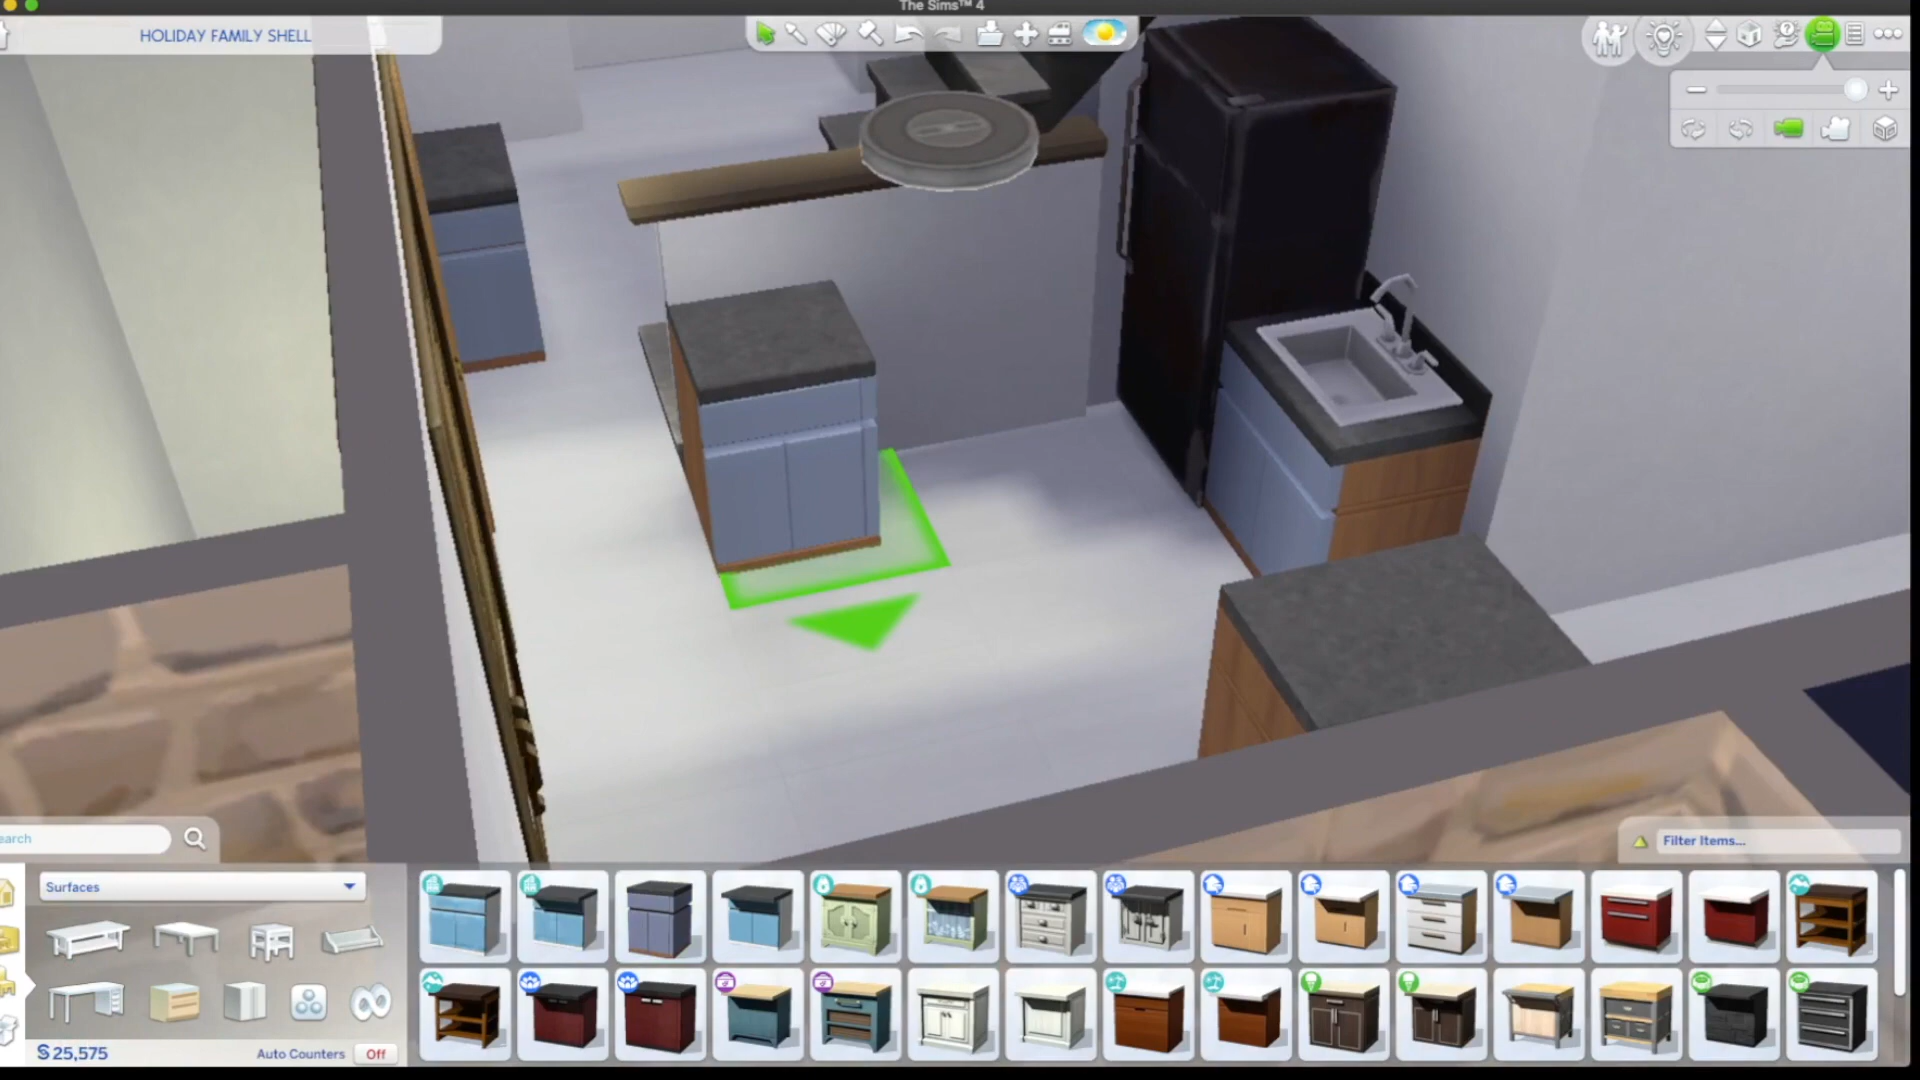 The Sims™ 4
HOLIDAY FAMILY SHELL
earch
Filter Items...
Surfaces
§25,575
Auto Counters
Off